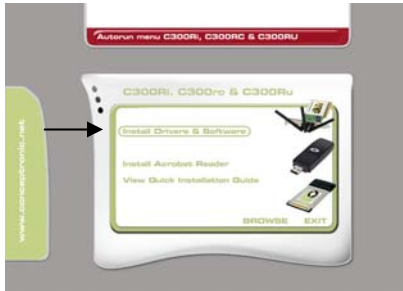 Autorun menu C300Ri, C300RC & C300RU
C300Ri, C300rc & C300Ru
www.conceptronic.net
Install Drivers & Software
Install Acrobat Reader
View Quick Installation Guide
BROWSE EXIT